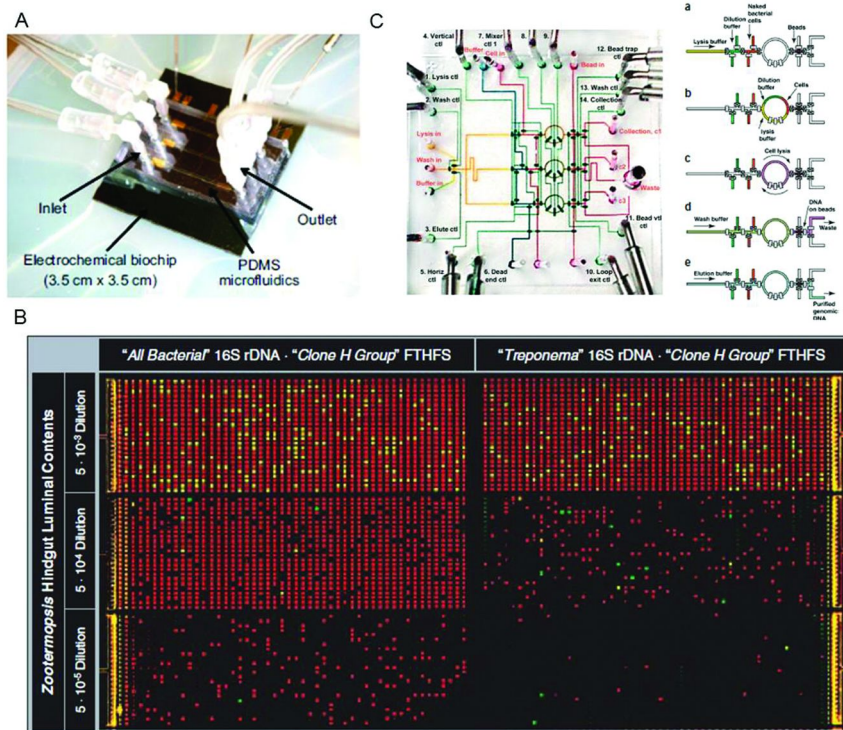 A
Inlet
Outlet
Electrochemical biochip
(3.5 cm x 3.5 cm)
PDMS
microfluidics
C
4. Vertical
ctl
7. Mixer
ctl 1
8.
9.
Buffer
Cell in
Bead in
12. Bead trap
ctl
1. Lysis ctl
13. Wash ctl
2. Wash ctl
14. Collection
ctl
Lysis in
Collection, c1
Wash in
c2
Waste
Buffer in
c3
3. Elute ctl
11. Bead vtl
ctl
5. Horiz
ctl
6. Dead
end ctl
10. Loop
exit ctl
a
Dilution
buffer
Naked
bacterial
cells
Beads
Lysis buffer
b
Dilution
buffer
Cells
lysis
buffer
c
Cell lysis
d
Wash buffer
DNA
on beads
Waste
e
Elution buffer
Purified
genomic
DNA
B
"All Bacterial" 16S rDNA · "Clone H Group" FTHFS
"Treponema" 16S rDNA · "Clone H Group" FTHFS
Zootermopsis Hindgut Luminal Contents
5 · 10⁻³ Dilution
5 · 10⁻⁴ Dilution
5 · 10⁻⁵ Dilution